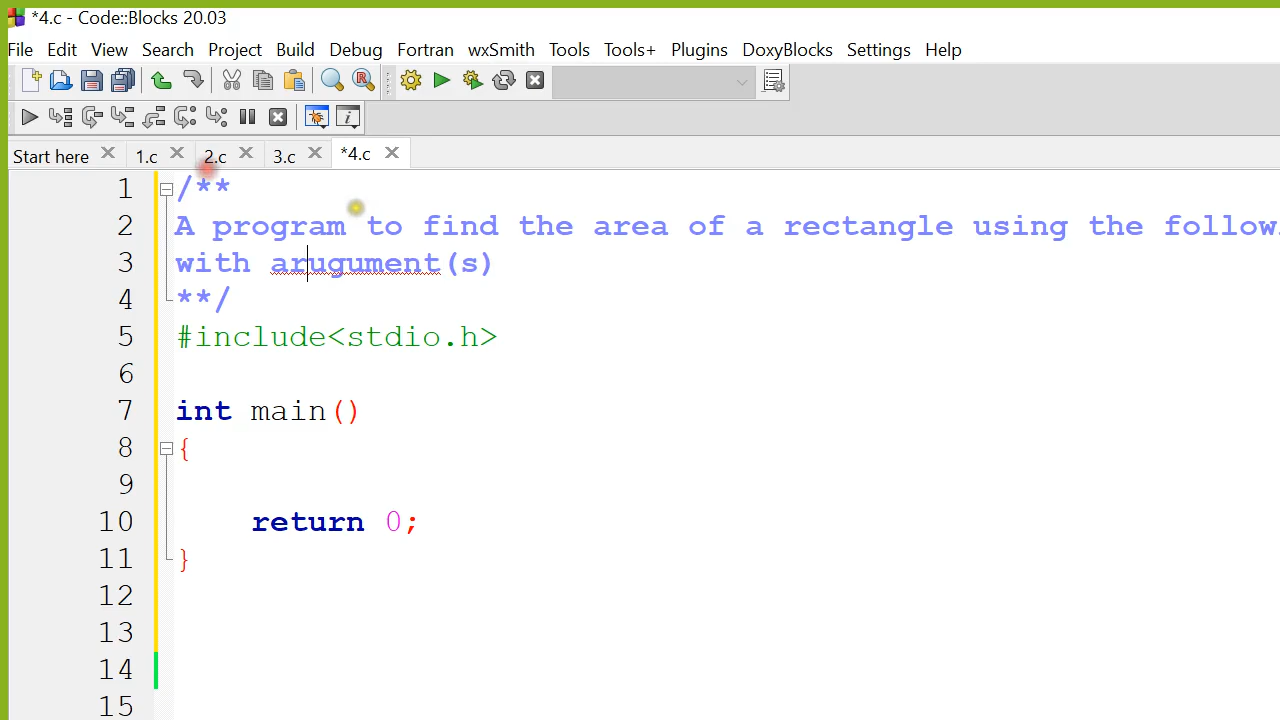 *4.c - Code::Blocks 20.03
File Edit View Search Project Build Debug Fortran wxSmith Tools Tools+ Plugins DoxyBlocks Settings Help
Start here 1.c 2.c 3.c *4.c
1 /**
2 A program to find the area of a rectangle using the follow
3 with arugument(s)
4 **/
5 #include<stdio.h>
6
7 int main()
8 {
9
10 return 0;
11 }
12
13
14
15